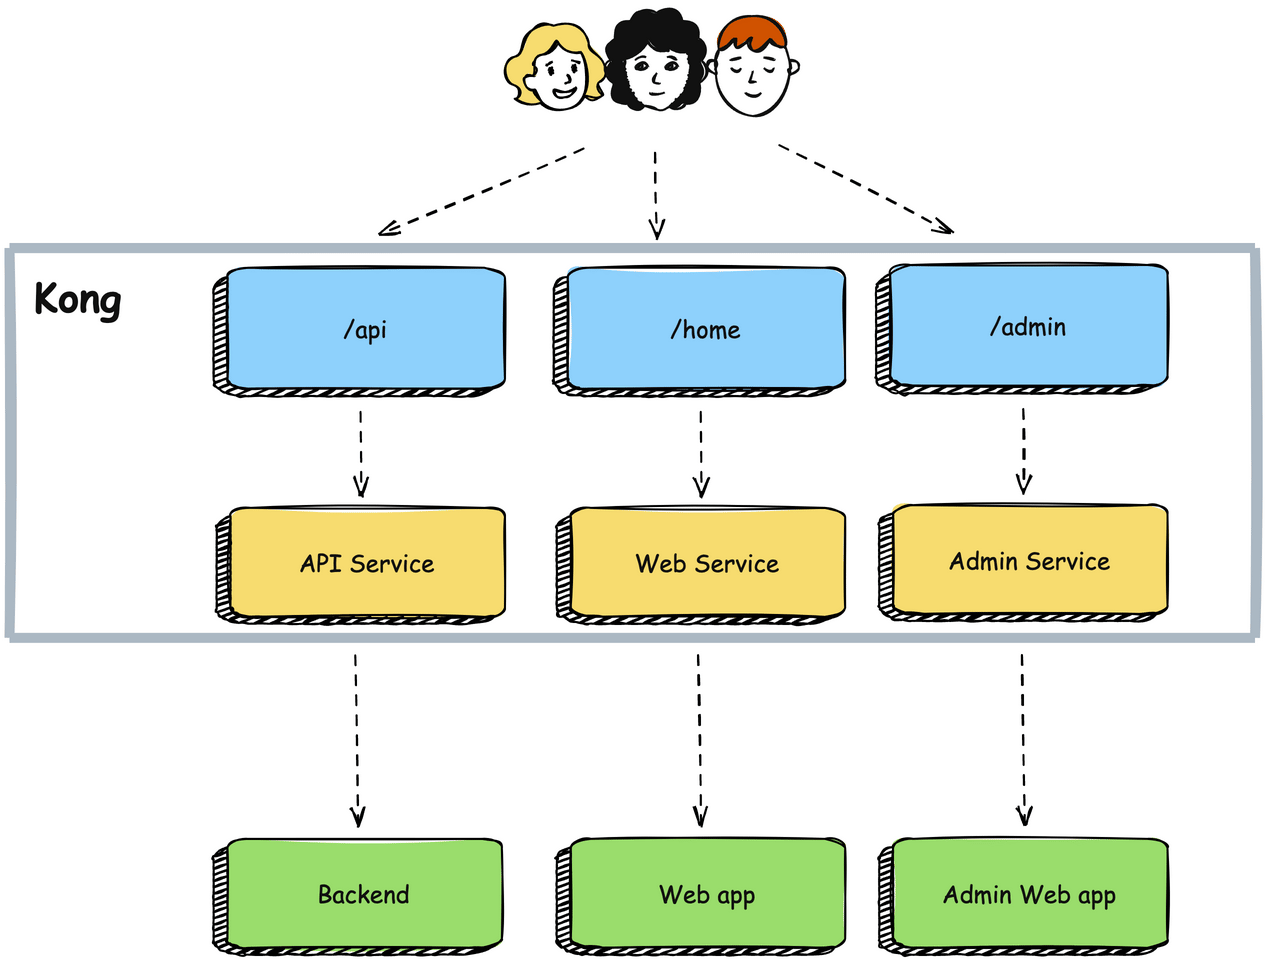 Kong
/api
/home
/admin
API Service
Web Service
Admin Service
Backend
Web app
Admin Web app